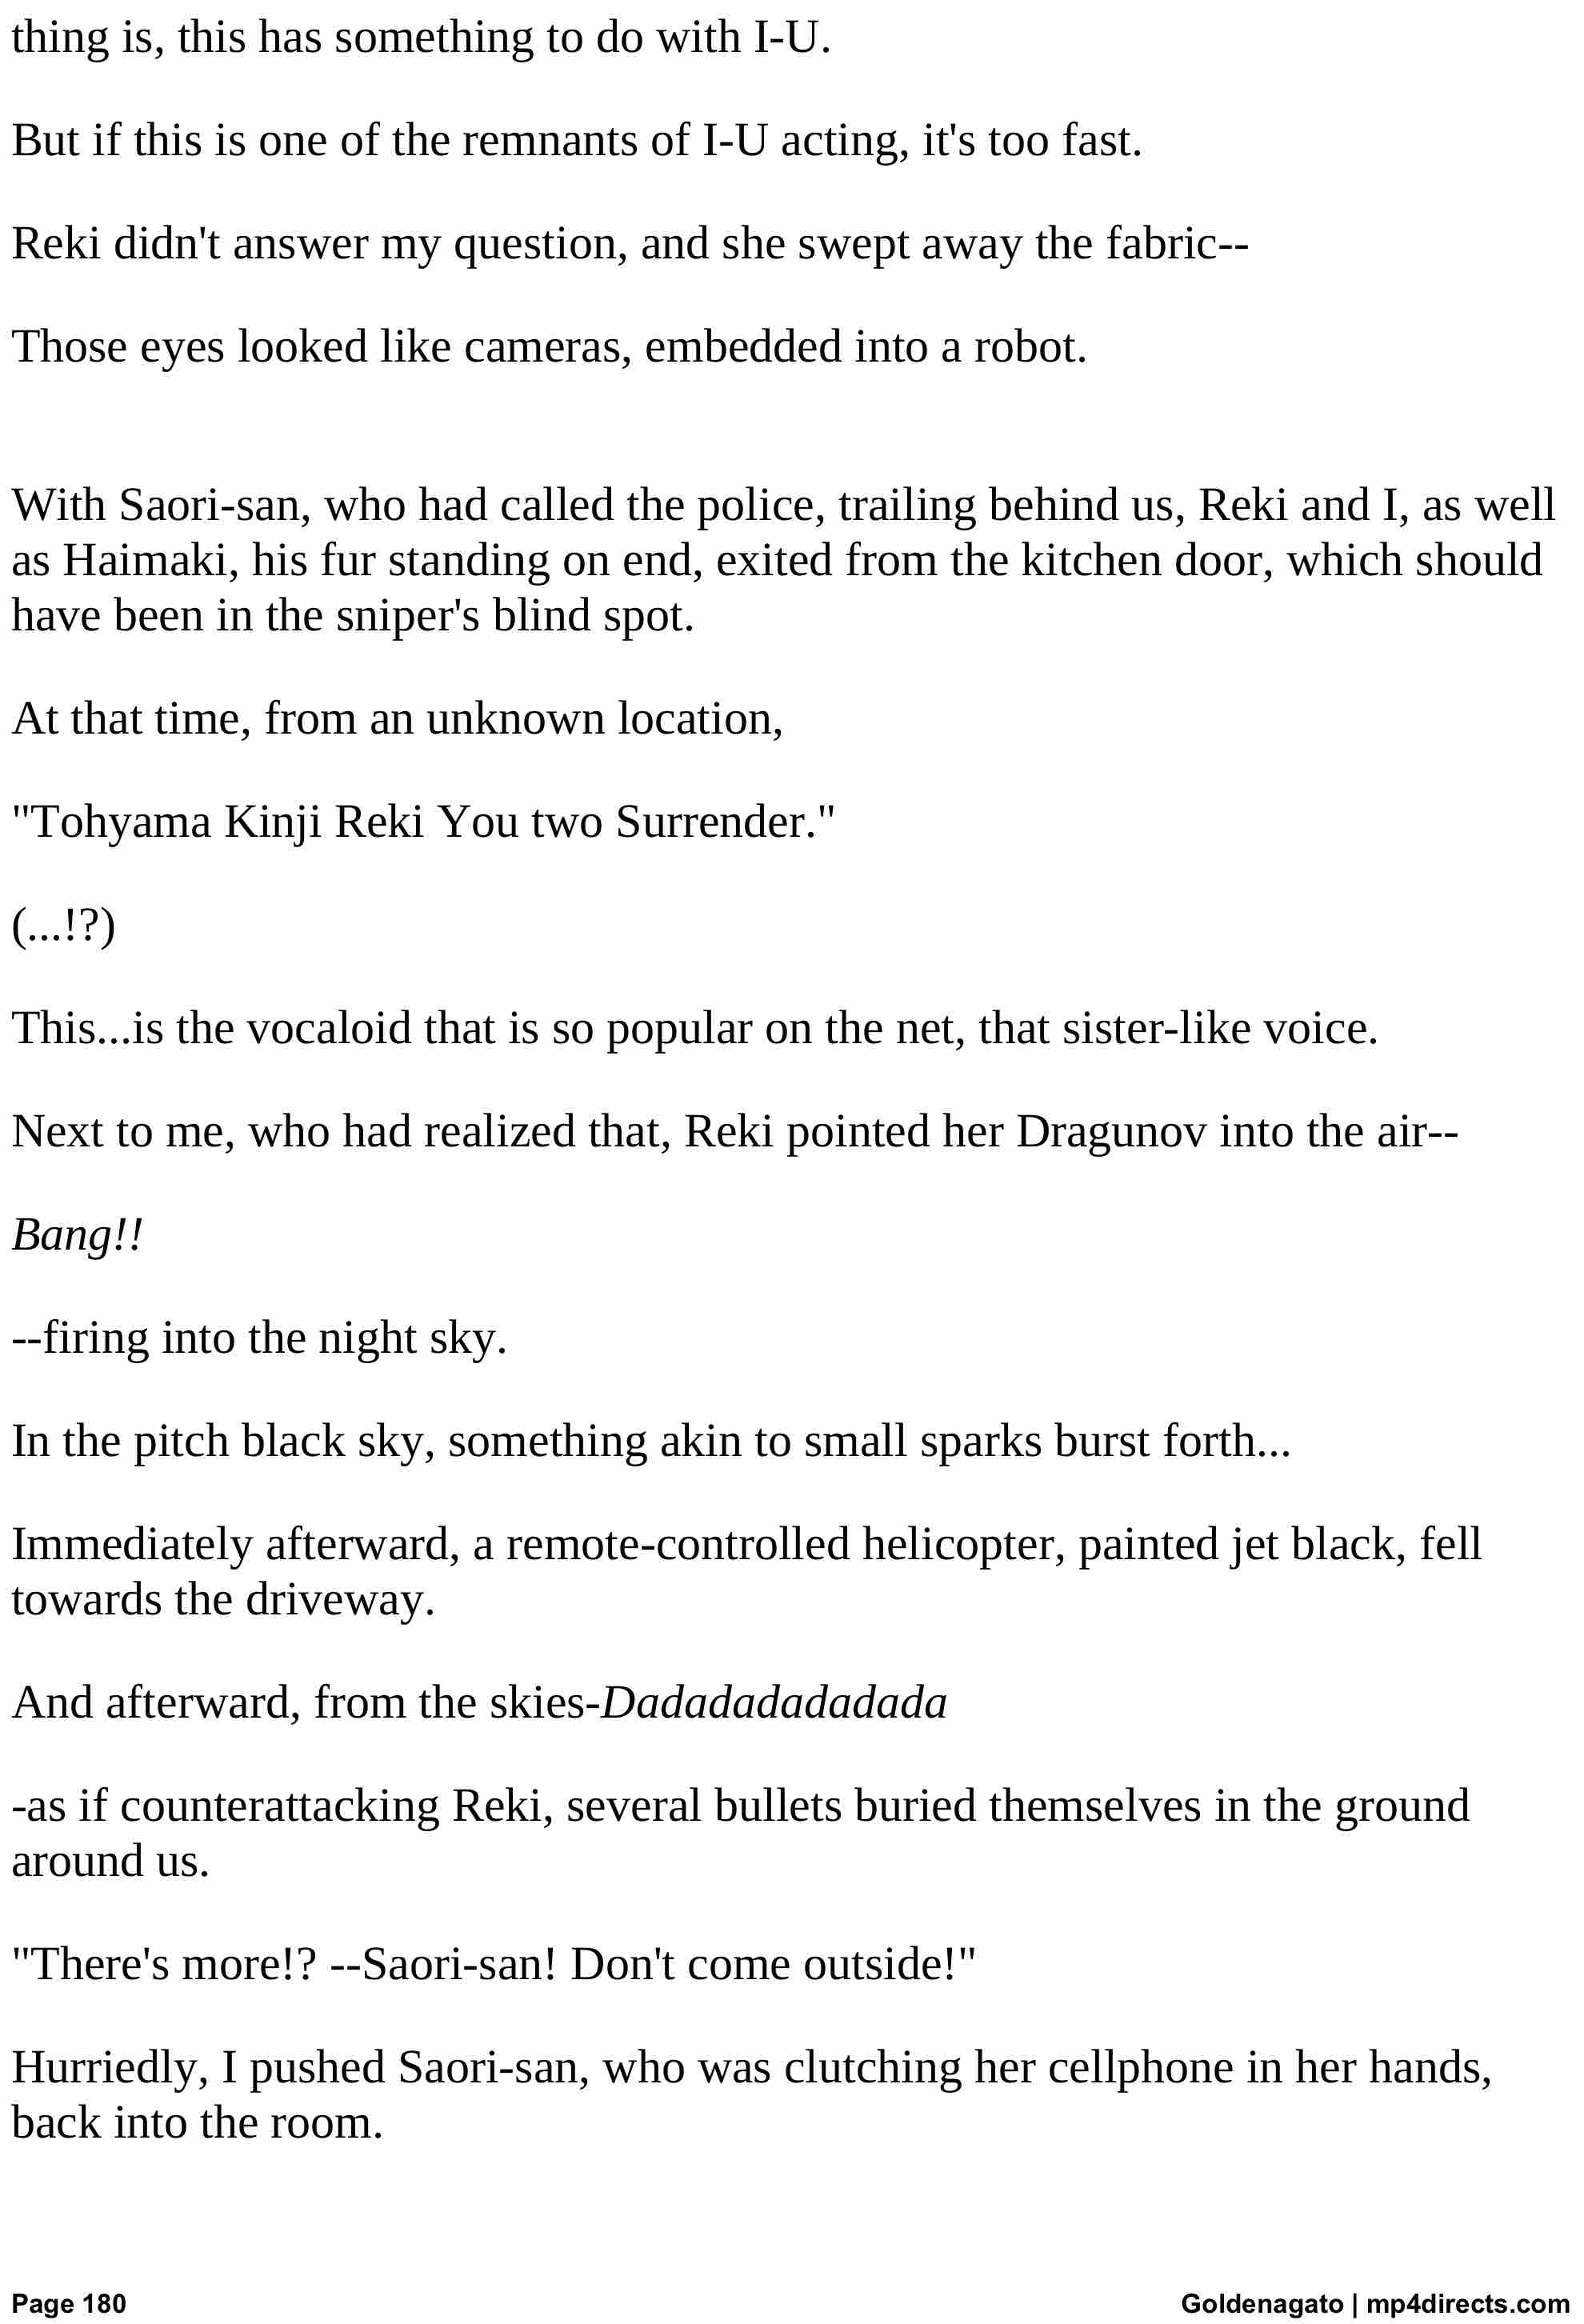 thing is, this has something to do with I-U.
But if this is one of the remnants of I-U acting, it's too fast.
Reki didn't answer my question, and she swept away the fabric--
Those eyes looked like cameras, embedded into a robot.
With Saori-san, who had called the police, trailing behind us, Reki and I, as well
as Haimaki, his fur standing on end, exited from the kitchen door, which should
have been in the sniper's blind spot.
At that time, from an unknown location,
"Tohyama Kinji Reki You two Surrender."
(...!?)
This...is the vocaloid that is so popular on the net, that sister-like voice.
Next to me, who had realized that, Reki pointed her Dragunov into the air--
Bang!!
--firing into the night sky.
In the pitch black sky, something akin to small sparks burst forth...
Immediately afterward, a remote-controlled helicopter, painted jet black, fell
towards the driveway.
And afterward, from the skies-Dadadadadadada
-as if counterattacking Reki, several bullets buried themselves in the ground
around us.
"There's more!? --Saori-san! Don't come outside!"
Hurriedly, I pushed Saori-san, who was clutching her cellphone in her hands,
back into the room.
Page 180
Goldenagato | mp4directs.com